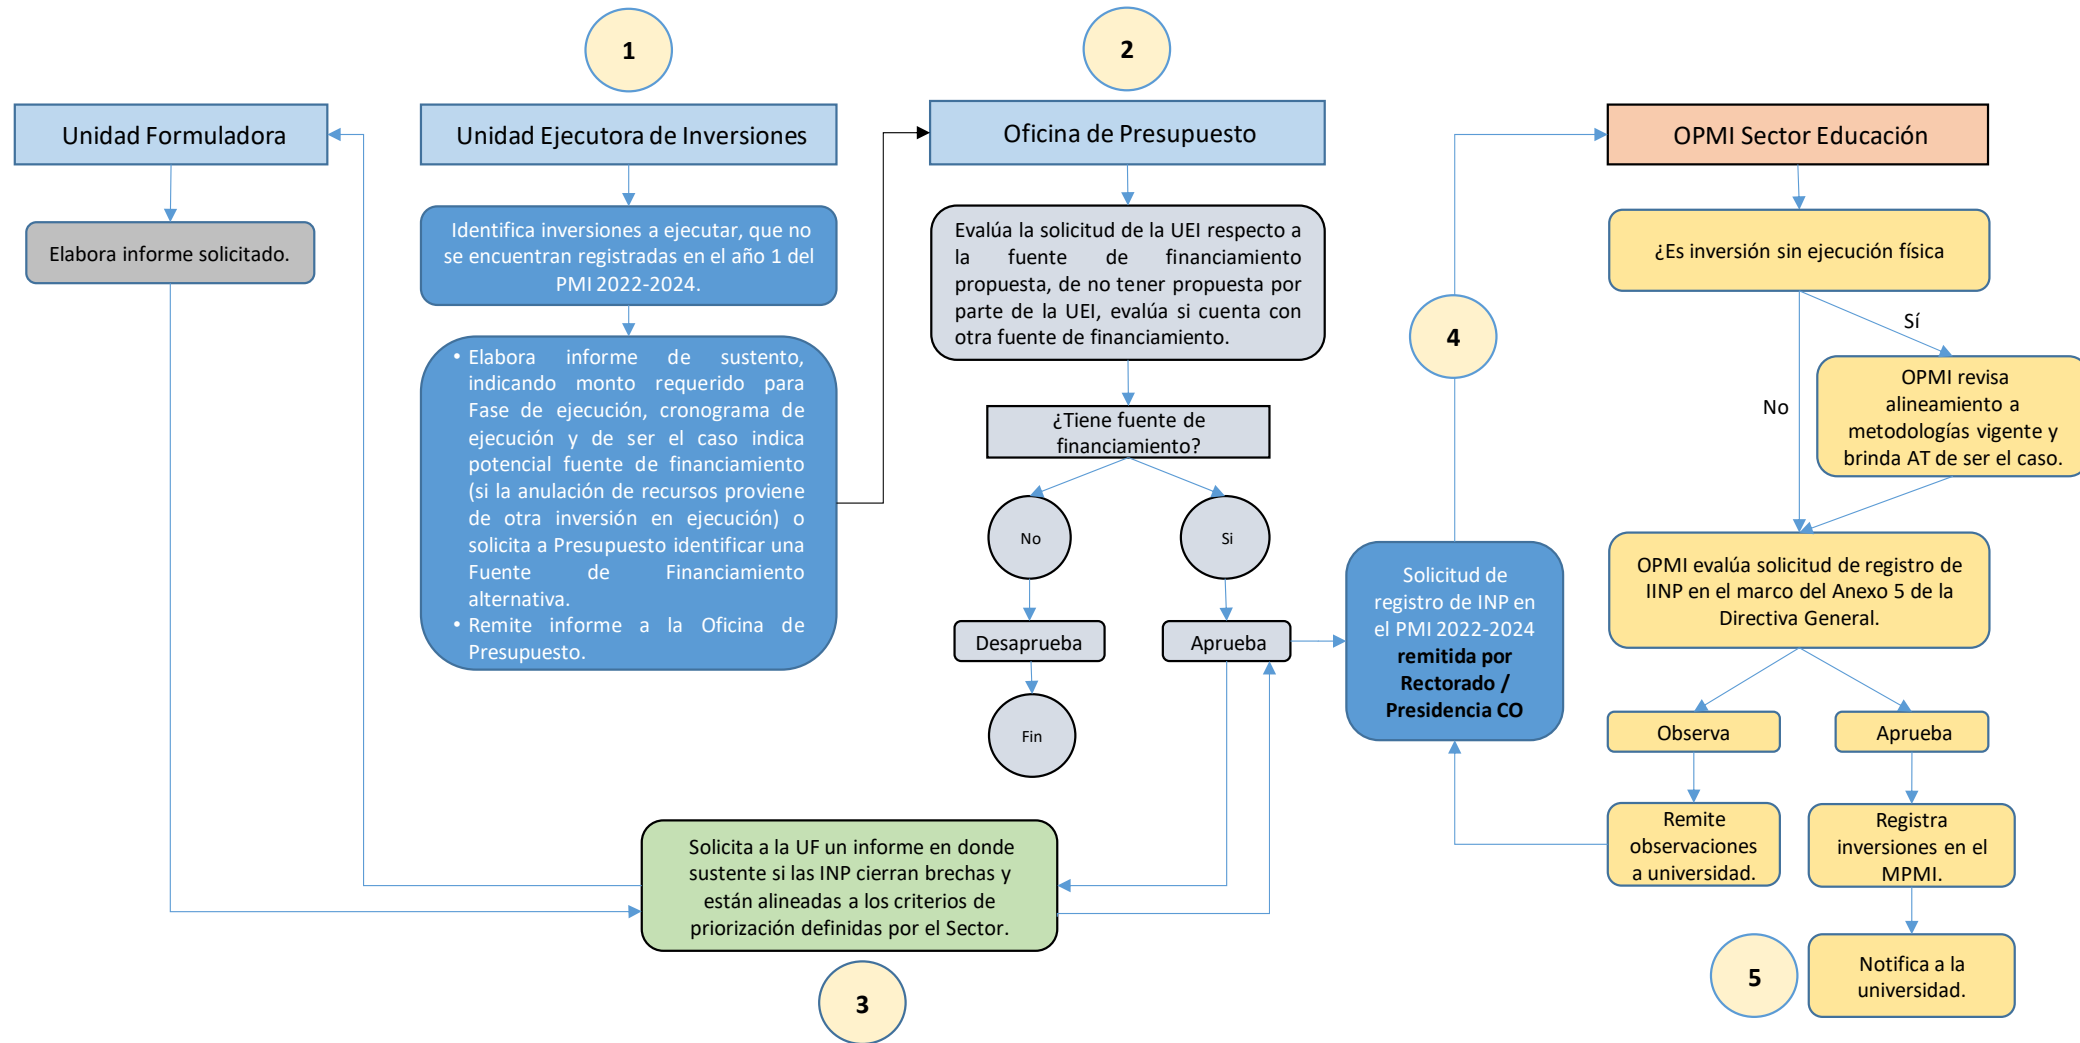 1
2
Unidad Formuladora
Unidad Ejecutora de Inversiones
Oficina de Presupuesto
OPMI Sector Educación
Elabora informe solicitado.
Identifica inversiones a ejecutar, que no
se encuentran registradas en el año 1 del
PMI 2022-2024.
• Elabora informe de sustento,
indicando monto requerido para
Fase de ejecución, cronograma de
ejecución y de ser el caso indica
potencial fuente de financiamiento
(si la anulación de recursos proviene
de otra inversión en ejecución) o
solicita a Presupuesto identificar una
Fuente de Financiamiento
alternativa.
• Remite informe a la Oficina de
Presupuesto.
Evalúa la solicitud de la UEI respecto a
la fuente de financiamiento
propuesta, de no tener propuesta por
parte de la UEI, evalúa si cuenta con
otra fuente de financiamiento.
¿Tiene fuente de
financiamiento?
No
Si
Desaprueba
Aprueba
Fin
Solicita a la UF un informe en donde
sustente si las INP cierran brechas y
están alineadas a los criterios de
priorización definidas por el Sector.
3
4
Solicitud de
registro de INP en
el PMI 2022-2024
remitida por
Rectorado /
Presidencia CO
¿Es inversión sin ejecución física
Sí
No
OPMI revisa
alineamiento a
metodologías vigente y
brinda AT de ser el caso.
OPMI evalúa solicitud de registro de
IINP en el marco del Anexo 5 de la
Directiva General.
Observa
Aprueba
Remite
observaciones
a universidad.
Registra
inversiones en el
MPMI.
5
Notifica a la
universidad.